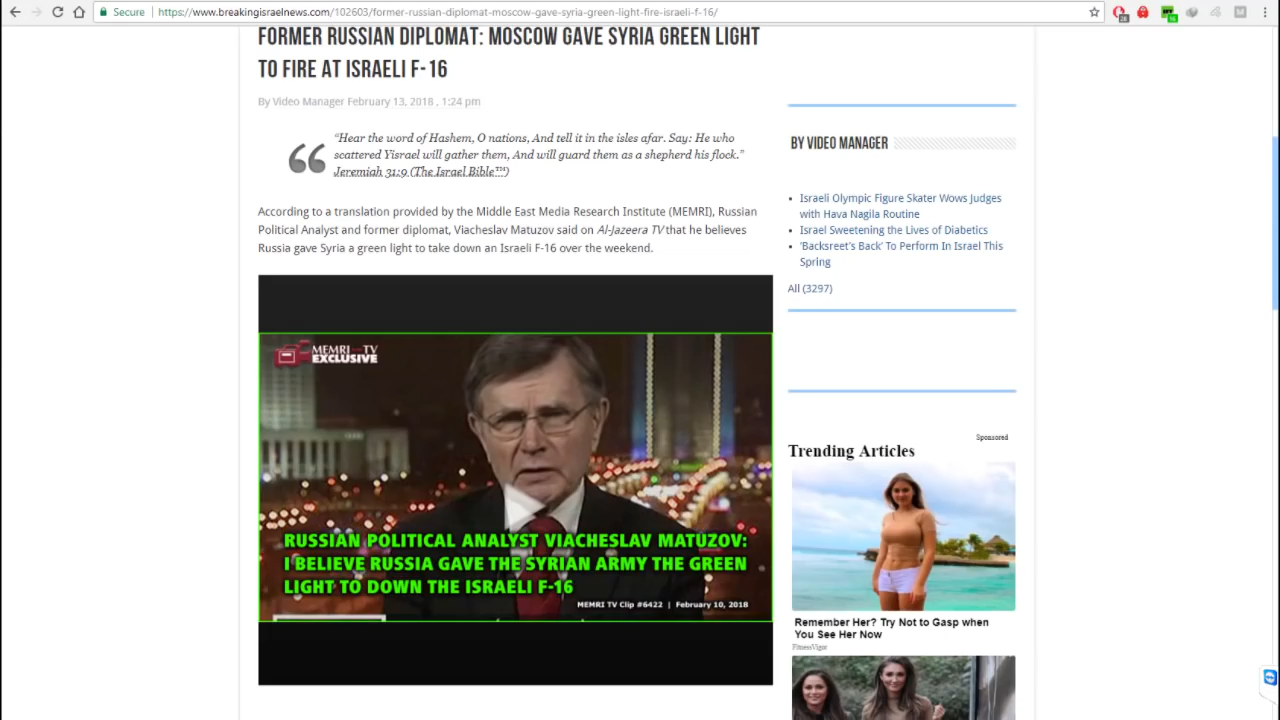 Secure
https://www.breakingisraelnews.com/102603/former-russian-diplomat-moscow-gave-syria-green-light-fire-israeli-f-16/
FORMER RUSSIAN DIPLOMAT: MOSCOW GAVE SYRIA GREEN LIGHT
TO FIRE AT ISRAELI F-16
By Video Manager February 13, 2018 , 1:24 pm
“Hear the word of Hashem, O nations, And tell it in the isles afar. Say: He who
scattered Yisrael will gather them, And will guard them as a shepherd his flock.”
Jeremiah 31:9 (The Israel Bible™)
According to a translation provided by the Middle East Media Research Institute (MEMRI), Russian
Political Analyst and former diplomat, Viacheslav Matuzov said on Al-Jazeera TV that he believes
Russia gave Syria a green light to take down an Israeli F-16 over the weekend.
MEMRI TV
EXCLUSIVE
RUSSIAN POLITICAL ANALYST VIACHESLAV MATUZOV:
I BELIEVE RUSSIA GAVE THE SYRIAN ARMY THE GREEN
LIGHT TO DOWN THE ISRAELI F-16
MEMRI TV Clip #6422 | February 10, 2018
BY VIDEO MANAGER
Israeli Olympic Figure Skater Wows Judges
with Hava Nagila Routine
Israel Sweetening the Lives of Diabetics
‘Backsreet’s Back’ To Perform In Israel This
Spring
All (3297)
Sponsored
Trending Articles
Remember Her? Try Not to Gasp when
You See Her Now
FitnessVigor